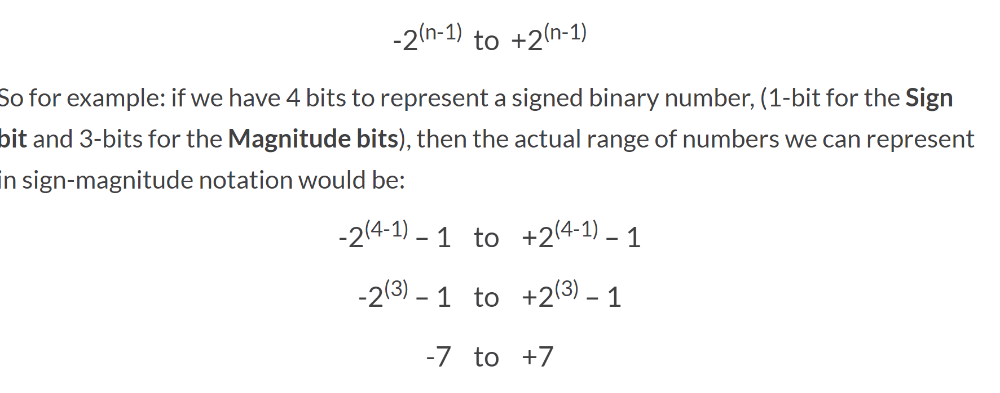 -2⁽ⁿ⁻¹⁾ to +2⁽ⁿ⁻¹⁾
So for example: if we have 4 bits to represent a signed binary number, (1-bit for the Sign
bit and 3-bits for the Magnitude bits), then the actual range of numbers we can represent
in sign-magnitude notation would be:
-2⁽⁴⁻¹⁾ – 1 to +2⁽⁴⁻¹⁾ – 1
-2⁽³⁾ – 1 to +2⁽³⁾ – 1
-7 to +7